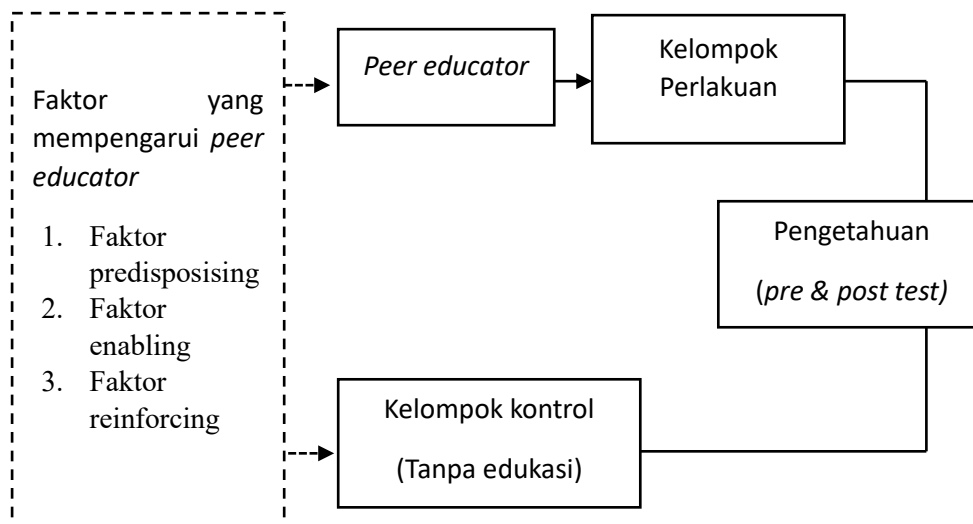 Faktor yang
mempengarui peer
educator
1. Faktor
predisposising
2. Faktor
enabling
3. Faktor
reinforcing
Peer educator
Kelompok
Perlakuan
Pengetahuan
(pre & post test)
Kelompok kontrol
(Tanpa edukasi)